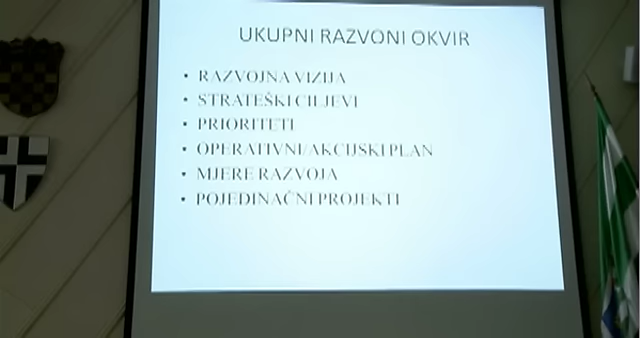 UKUPNI RAZVONI OKVIR
• RAZVOJNA VIZIJA
• STRATEŠKI CILJEVI
• PRIORITETI
• OPERATIVNI/AKCIJSKI PLAN
• MJERE RAZVOJA
• POJEDINAČNI PROJEKTI